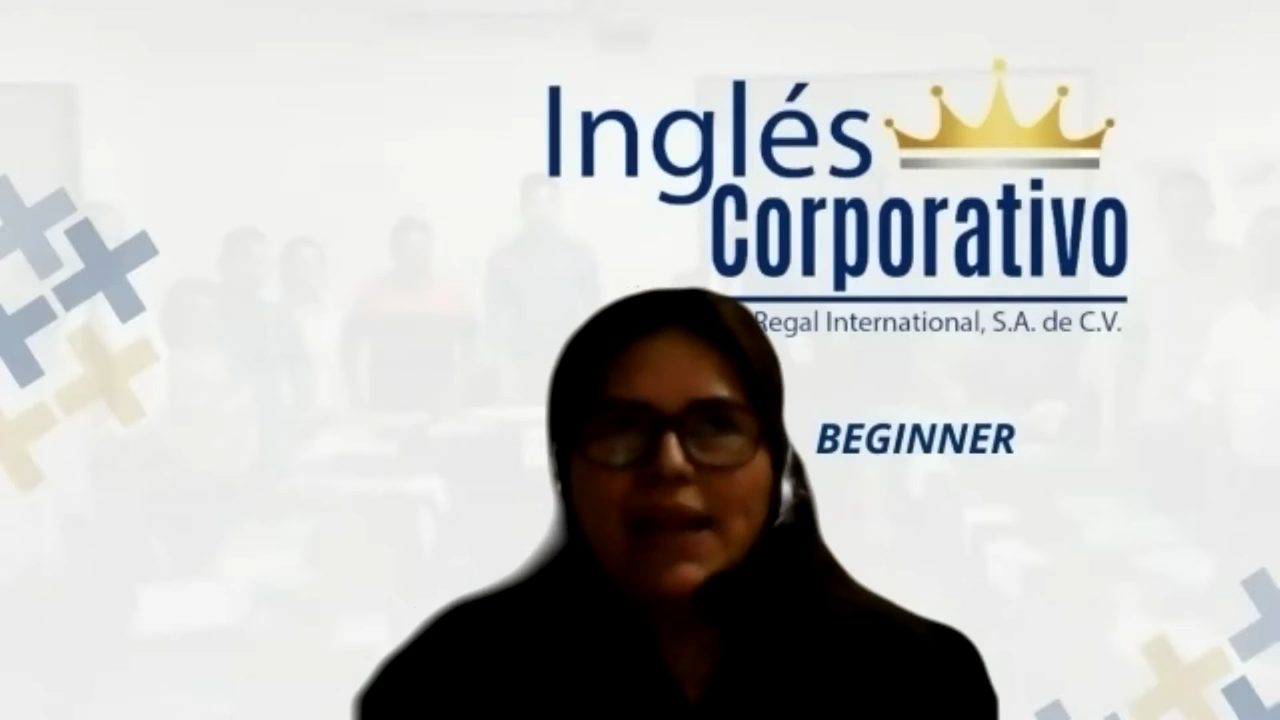 Inglés
Corporativo
Regal International, S.A. de C.V.
BEGINNER